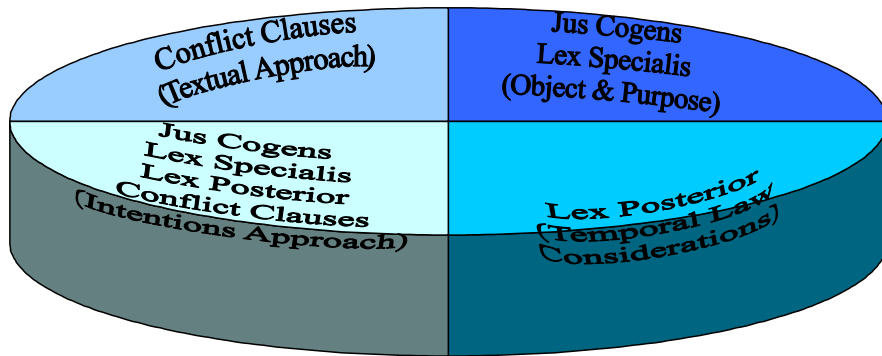 Conflict Clauses
(Textual Approach)
Jus Cogens
Lex Specialis
(Object & Purpose)
Jus Cogens
Lex Specialis
Lex Posterior
Conflict Clauses
(Intentions Approach)
Lex Posterior
(Temporal Law
Considerations)